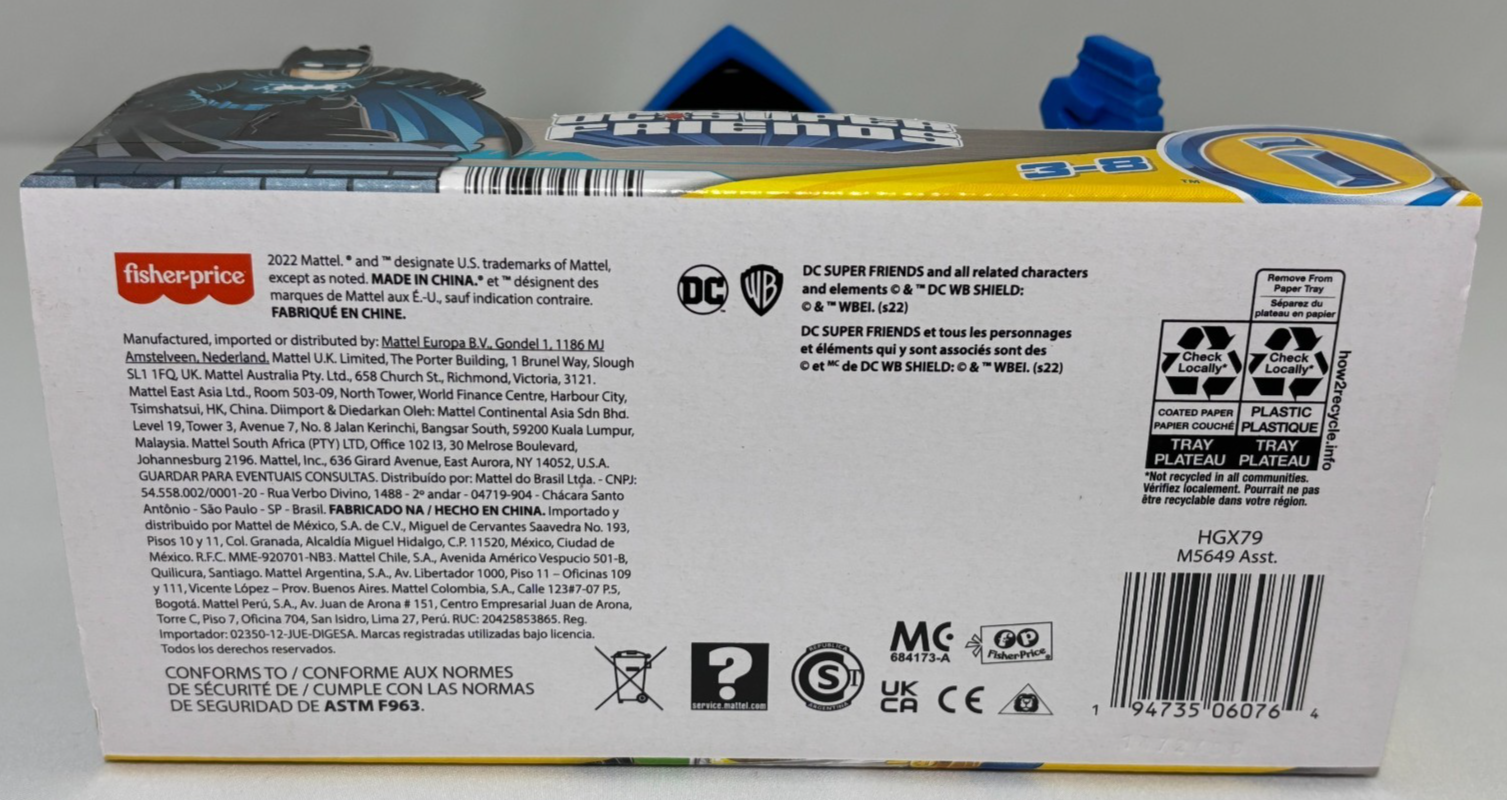 DC SUPER
FRIENDS
3-8
™
fisher-price
2022 Mattel. ® and ™ designate U.S. trademarks of Mattel,
except as noted. MADE IN CHINA. ® et ™ désignent des
marques de Mattel aux É.-U., sauf indication contraire.
FABRIQUÉ EN CHINE.
Manufactured, imported or distributed by: Mattel Europa B.V., Gondel 1, 1186 MJ
Amstelveen, Nederland. Mattel U.K. Limited, The Porter Building, 1 Brunel Way, Slough
SL1 1FQ, UK. Mattel Australia Pty. Ltd., 658 Church St., Richmond, Victoria, 3121.
Mattel East Asia Ltd., Room 503-09, North Tower, World Finance Centre, Harbour City,
Tsimshatsui, HK, China. Diimport & Diedarkan Oleh: Mattel Continental Asia Sdn Bhd.
Level 19, Tower 3, Avenue 7, No. 8 Jalan Kerinchi, Bangsar South, 59200 Kuala Lumpur,
Malaysia. Mattel South Africa (PTY) LTD, Office 102 I3, 30 Melrose Boulevard,
Johannesburg 2196. Mattel, Inc., 636 Girard Avenue, East Aurora, NY 14052, U.S.A.
GUARDAR PARA EVENTUAIS CONSULTAS. Distribuído por: Mattel do Brasil Ltda. - CNPJ:
54.558.002/0001-20 - Rua Verbo Divino, 1488 - 2º andar - 04719-904 - Chácara Santo
Antônio - São Paulo - SP - Brasil. FABRICADO NA / HECHO EN CHINA. Importado y
distribuido por Mattel de México, S.A. de C.V., Miguel de Cervantes Saavedra No. 193,
Pisos 10 y 11, Col. Granada, Alcaldía Miguel Hidalgo, C.P. 11520, México, Ciudad de
México. R.F.C. MME-920701-NB3. Mattel Chile, S.A., Avenida Américo Vespucio 501-B,
Quilicura, Santiago. Mattel Argentina, S.A., Av. Libertador 1000, Piso 11 – Oficinas 109
y 111, Vicente López – Prov. Buenos Aires. Mattel Colombia, S.A., Calle 123#7-07 P.5,
Bogotá. Mattel Perú, S.A., Av. Juan de Arona # 151, Centro Empresarial Juan de Arona,
Torre C, Piso 7, Oficina 704, San Isidro, Lima 27, Perú. RUC: 20425853865. Reg.
Importador: 02350-12-JUE-DIGESA. Marcas registradas utilizadas bajo licencia.
Todos los derechos reservados.
CONFORMS TO / CONFORME AUX NORMES
DE SÉCURITÉ DE / CUMPLE CON LAS NORMAS
DE SEGURIDAD DE ASTM F963.
DC
WB
DC SUPER FRIENDS and all related characters
and elements © & ™ DC WB SHIELD:
© & ™ WBEI. (s22)
DC SUPER FRIENDS et tous les personnages
et éléments qui y sont associés sont des
© et MC de DC WB SHIELD: © & ™ WBEI. (s22)
Remove From
Paper Tray
Séparez du
plateau en papier
Check
Locally*
Check
Locally*
COATED PAPER
PAPIER COUCHÉ
PLASTIC
PLASTIQUE
TRAY
PLATEAU
TRAY
PLATEAU
how2recycle.info
*Not recycled in all communities.
Vérifiez localement. Pourrait ne pas
être recyclable dans votre région.
HGX79
M5649 Asst.
?
service.mattel.com
REPUBLICA
S
ARGENTINA
MC
684173-A
fp
Fisher-Price®
UK
CA
CE
1 94735 06076 4